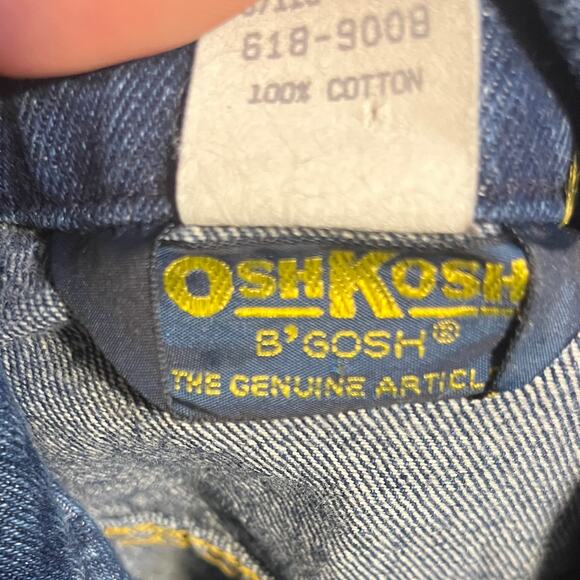 618-9008
100% COTTON
OSHKOSH
B'GOSH®
THE GENUINE ARTICLE